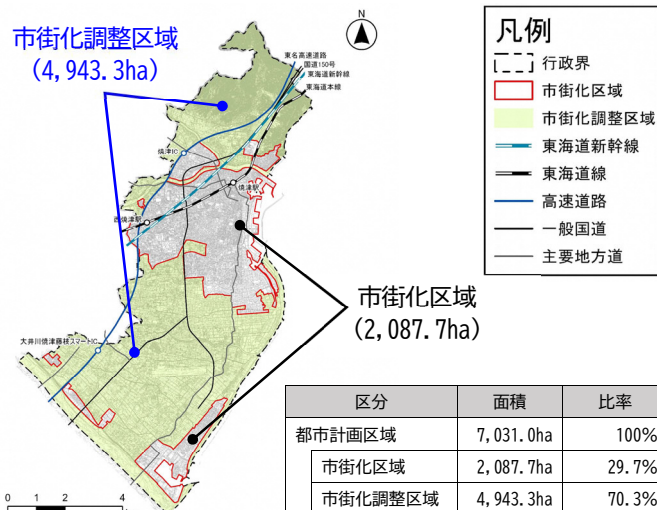 市街化調整区域
(4,943.3ha)
N
東名高速道路
国道150号
東海道新幹線
東海道本線
焼津IC
焼津駅
西焼津駅
大井川焼津藤枝スマートIC
市街化区域
(2,087.7ha)
0 1 2 4
凡例
行政界
市街化区域
市街化調整区域
東海道新幹線
東海道線
高速道路
一般国道
主要地方道
区分 面積 比率
都市計画区域 7,031.0ha 100%
市街化区域 2,087.7ha 29.7%
市街化調整区域 4,943.3ha 70.3%